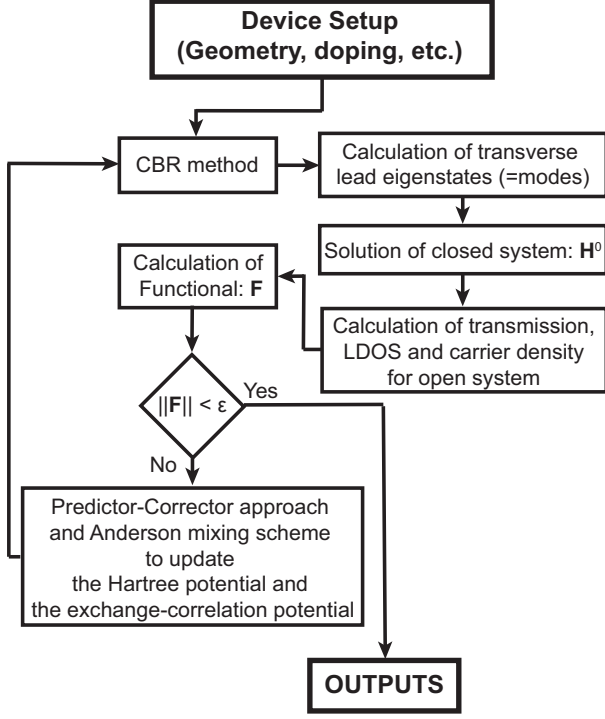 Device Setup
(Geometry, doping, etc.)
CBR method
Calculation of transverse
lead eigenstates (=modes)
Solution of closed system: H⁰
Calculation of transmission,
LDOS and carrier density
for open system
Calculation of
Functional: F
||F|| < ε
Yes
No
Predictor-Corrector approach
and Anderson mixing scheme
to update
the Hartree potential and
the exchange-correlation potential
OUTPUTS